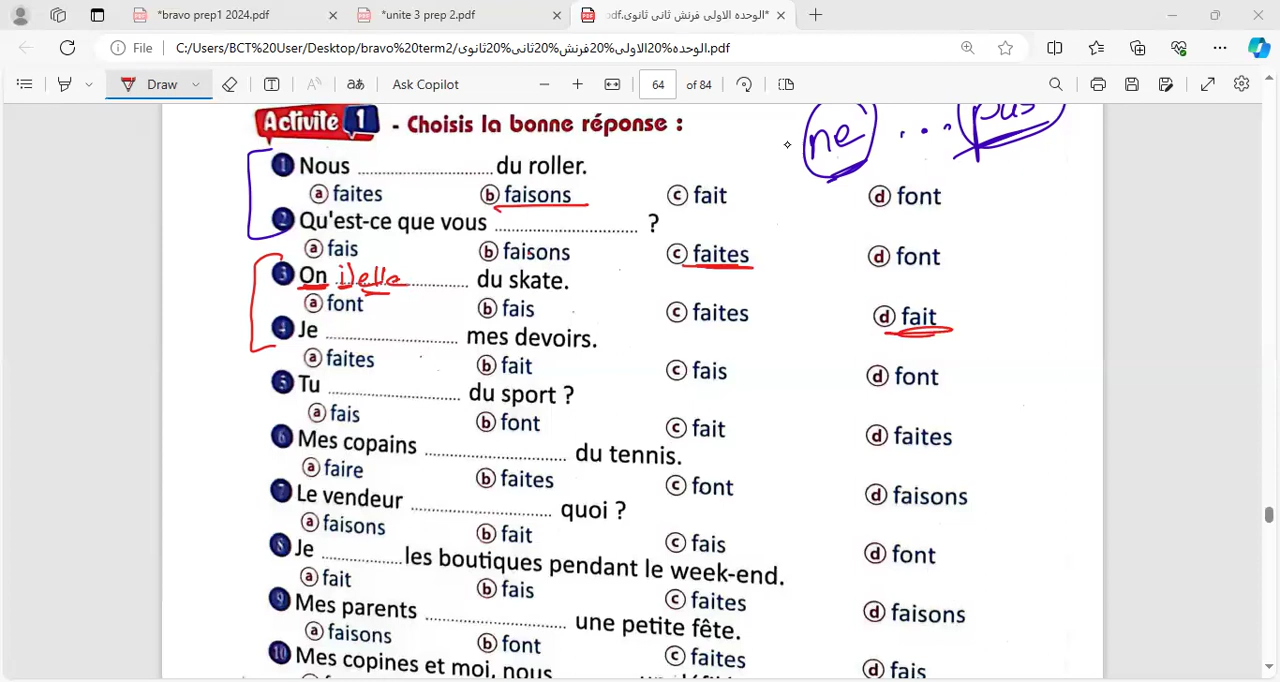 *bravo prep1 2024.pdf
*unite 3 prep 2.pdf
*الوحده الاولى فرنش ثانى ثانوى.pdf
File C:/Users/BCT%20User/Desktop/bravo%20term2/الوحده%20الاولى%20فرنش%20ثانى%20ثانوى.pdf
Draw
aあ
Ask Copilot
64 of 84
Activité 1 - Choisis la bonne réponse :
ne ... pas
1 Nous ........................ du roller.
a faites b faisons c fait d font
2 Qu'est-ce que vous ........................ ?
a fais b faisons c faites d font
3 On il elle ........................ du skate.
a font b fais c faites d fait
4 Je ........................ mes devoirs.
a faites b fait c fais d font
5 Tu ........................ du sport ?
a fais b font c fait d faites
6 Mes copains ........................ du tennis.
a faire b faites c font d faisons
7 Le vendeur ........................ quoi ?
a faisons b fait c fais d font
8 Je ............ les boutiques pendant le week-end.
a fait b fais c faites d faisons
9 Mes parents ........................ une petite fête.
a faisons b font c faites d fais
10 Mes copines et moi, nous